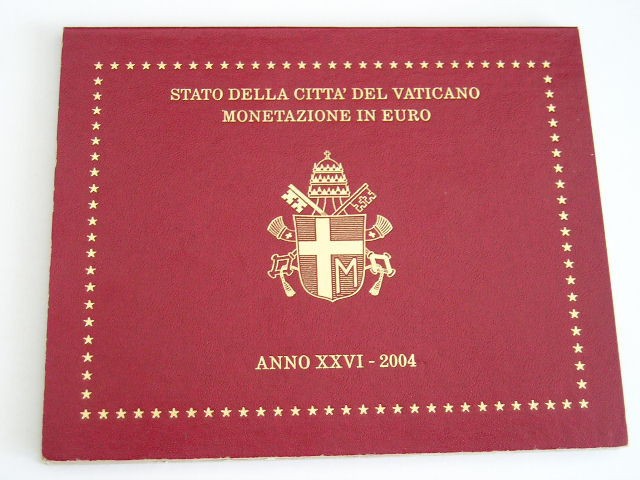 STATO DELLA CITTA' DEL VATICANO
MONETAZIONE IN EURO
M
ANNO XXVI - 2004